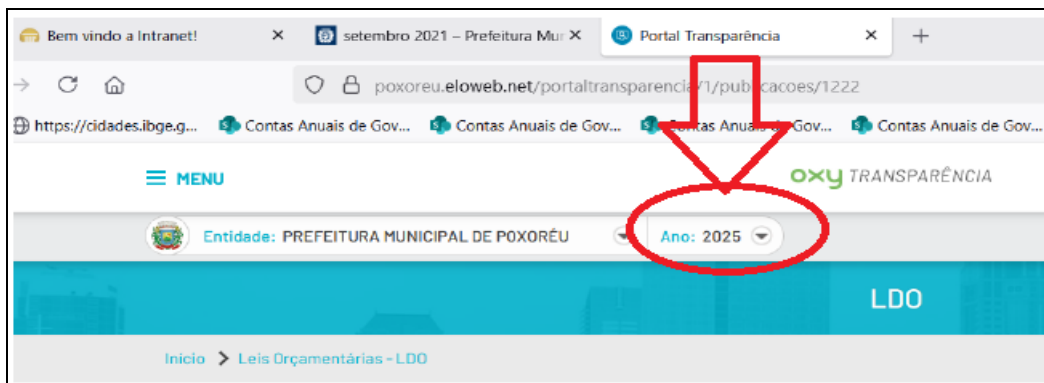 Bem vindo a Intranet! setembro 2021 – Prefeitura Mur Portal Transparência
poxoreu.eloweb.net/portaltransparencia/1/publicacoes/1222
https://cidades.ibge.g... Contas Anuais de Gov... Contas Anuais de Gov... Contas Anuais de Gov... Contas Anuais de Gov...
MENU oxy TRANSPARÊNCIA
Entidade: PREFEITURA MUNICIPAL DE POXORÉU Ano: 2025
LDO
Início > Leis Orçamentárias - LDO